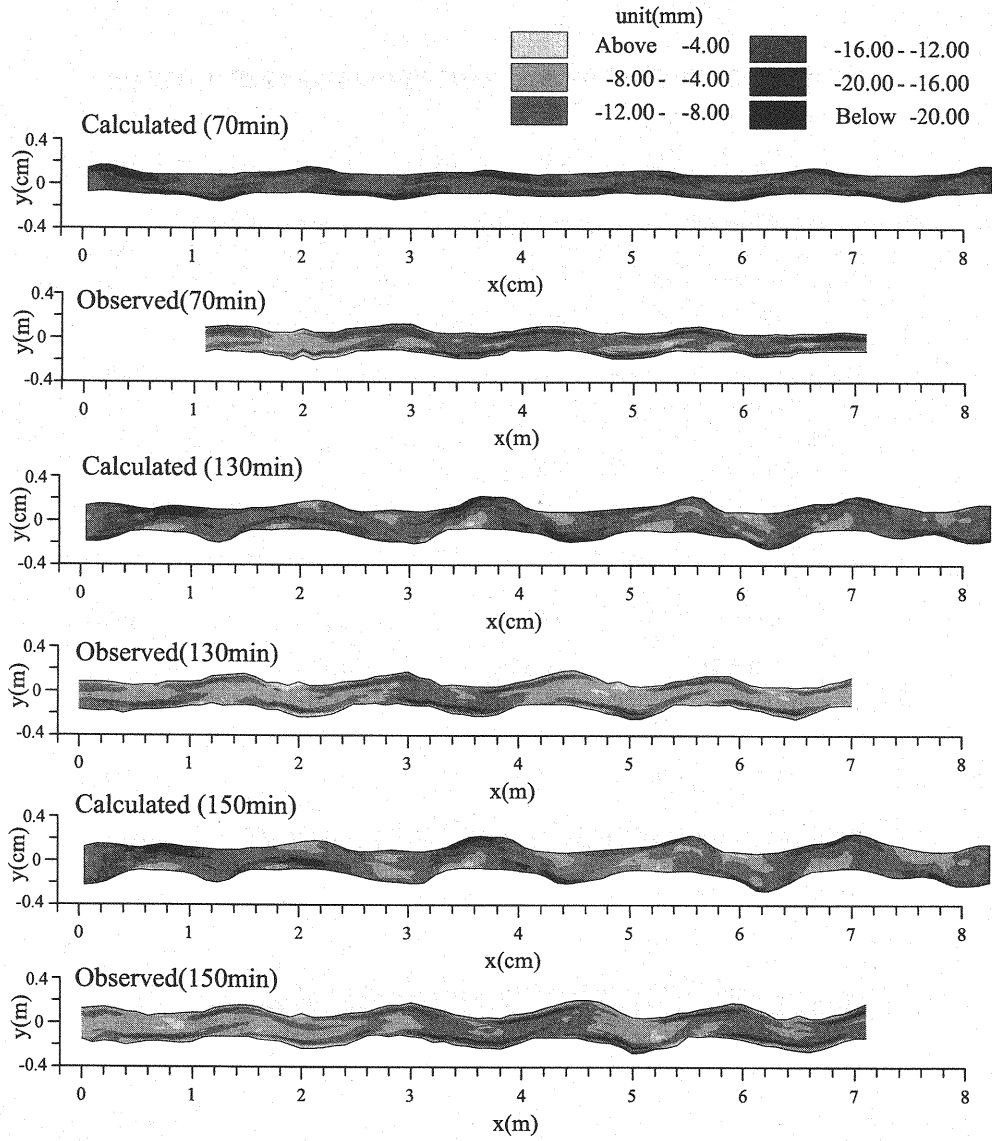 unit(mm)
Above -4.00
-8.00 - -4.00
-12.00 - -8.00
-16.00 - -12.00
-20.00 - -16.00
Below -20.00
Calculated (70min)
y(cm)
0.4
0
-0.4
0 1 2 3 4 5 6 7 8
x(cm)
Observed(70min)
y(m)
0.4
0
-0.4
0 1 2 3 4 5 6 7 8
x(m)
Calculated (130min)
y(cm)
0.4
0
-0.4
0 1 2 3 4 5 6 7 8
x(cm)
Observed(130min)
y(m)
0.4
0
-0.4
0 1 2 3 4 5 6 7 8
x(m)
Calculated (150min)
y(cm)
0.4
0
-0.4
0 1 2 3 4 5 6 7 8
x(cm)
Observed(150min)
y(m)
0.4
0
-0.4
0 1 2 3 4 5 6 7 8
x(m)